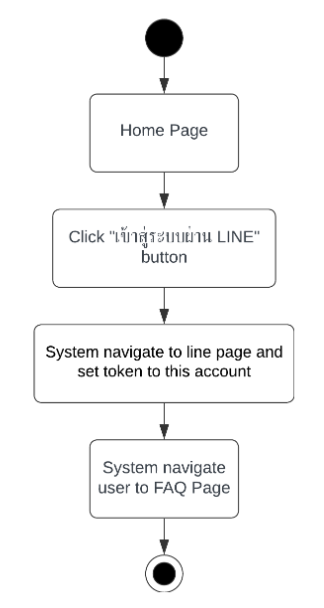 Home Page
Click "เข้าสู่ระบบผ่าน LINE"
button
System navigate to line page and
set token to this account
System navigate
user to FAQ Page